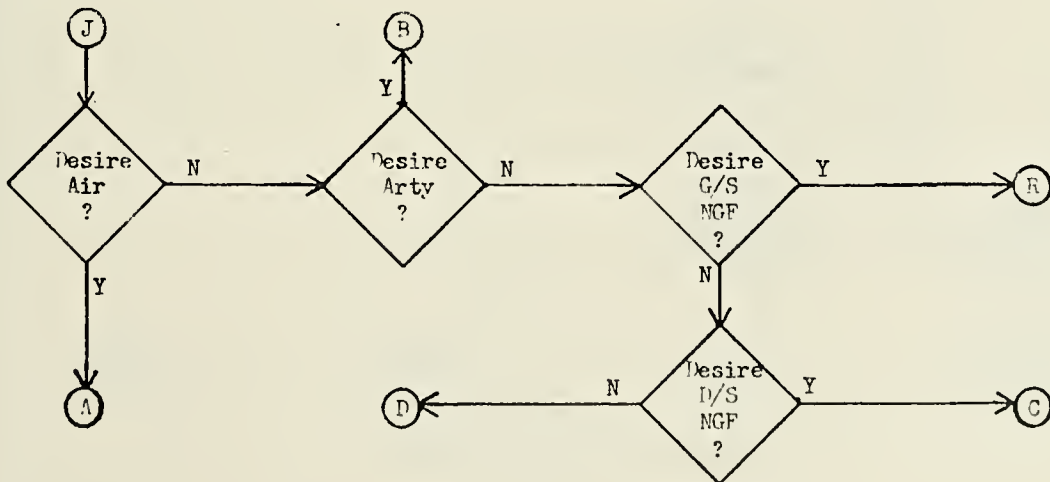 J
B
Y
Desire
Air
?
N
Desire
Arty
?
N
Desire
G/S
NGF
?
Y
R
Y
N
A
D
N
Desire
D/S
NGF
?
Y
C